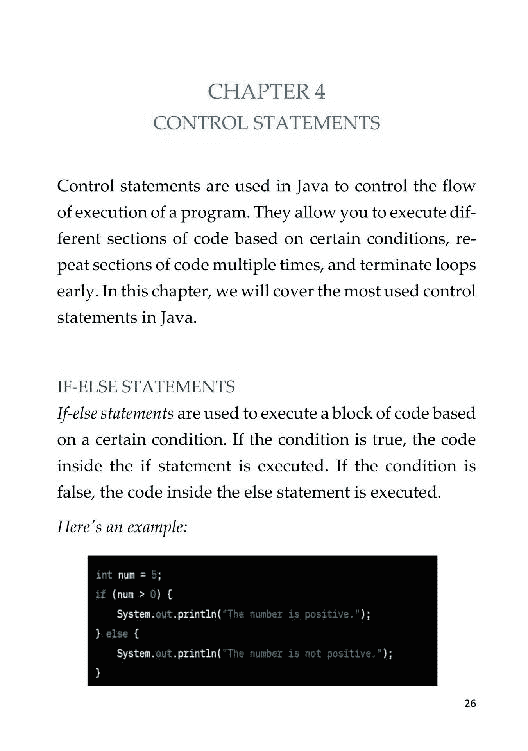 CHAPTER 4
CONTROL STATEMENTS
Control statements are used in Java to control the flow
of execution of a program. They allow you to execute dif-
ferent sections of code based on certain conditions, re-
peat sections of code multiple times, and terminate loops
early. In this chapter, we will cover the most used control
statements in Java.
IF-ELSE STATEMENTS
If-else statements are used to execute a block of code based
on a certain condition. If the condition is true, the code
inside the if statement is executed. If the condition is
false, the code inside the else statement is executed.
Here's an example:
int num = 5;
if (num > 0) {
    System.out.println("The number is positive.");
} else {
    System.out.println("The number is not positive.");
}
26